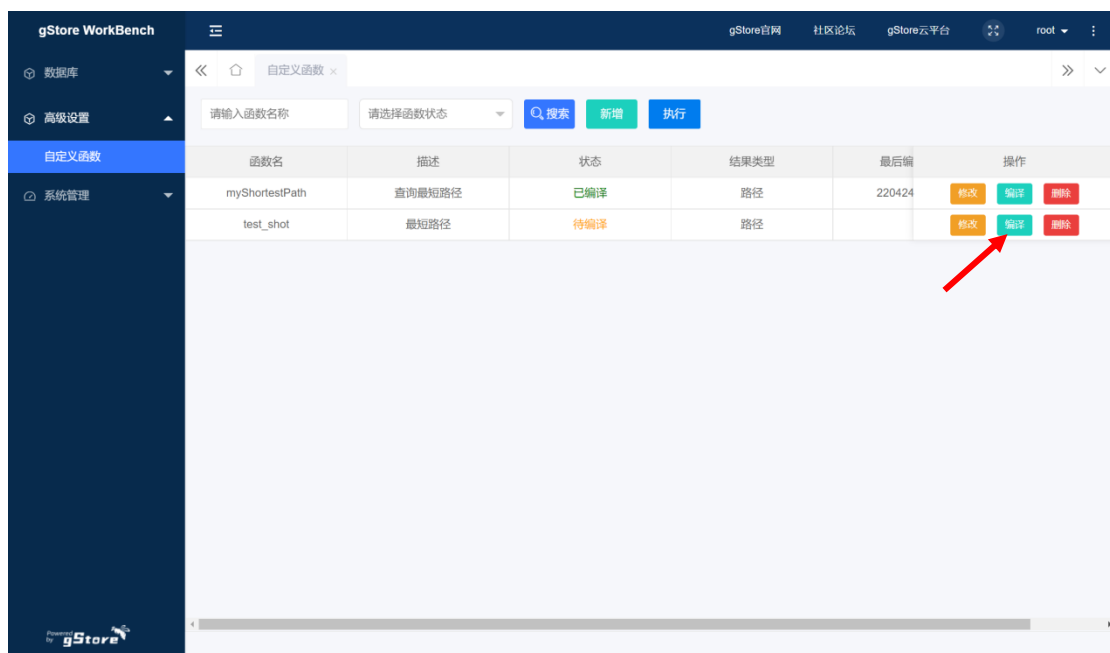 gStore WorkBench
gStore官网 社区论坛 gStore云平台 root
数据库
自定义函数
高级设置
请输入函数名称 请选择函数状态 搜索 新增 执行
自定义函数
函数名 描述 状态 结果类型 最后编 操作
系统管理
myShortestPath 查询最短路径 已编译 路径 220424 修改 编译 删除
test_shot 最短路径 待编译 路径 修改 编译 删除
Powered by gStore